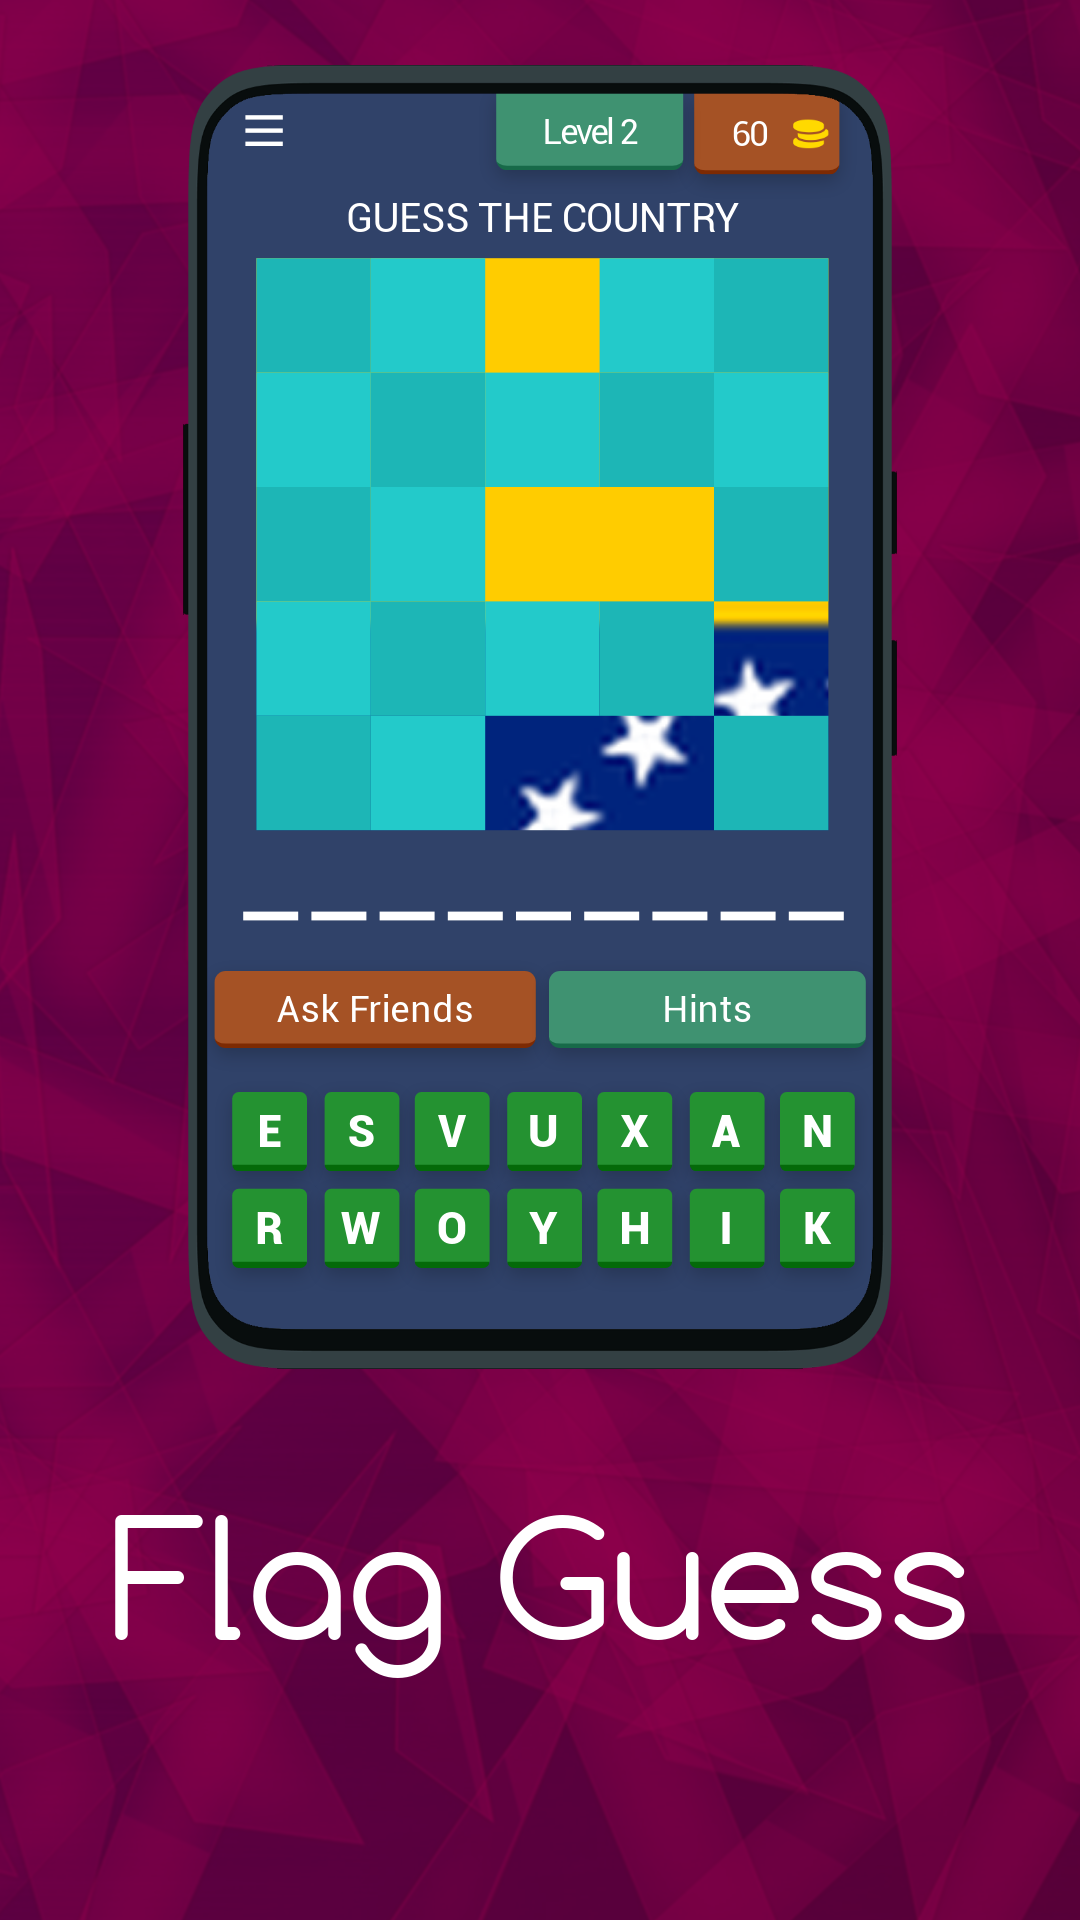 Level 2
60
GUESS THE COUNTRY
Ask Friends
Hints
E S V U X A N
R W O Y H I K
Flag Guess